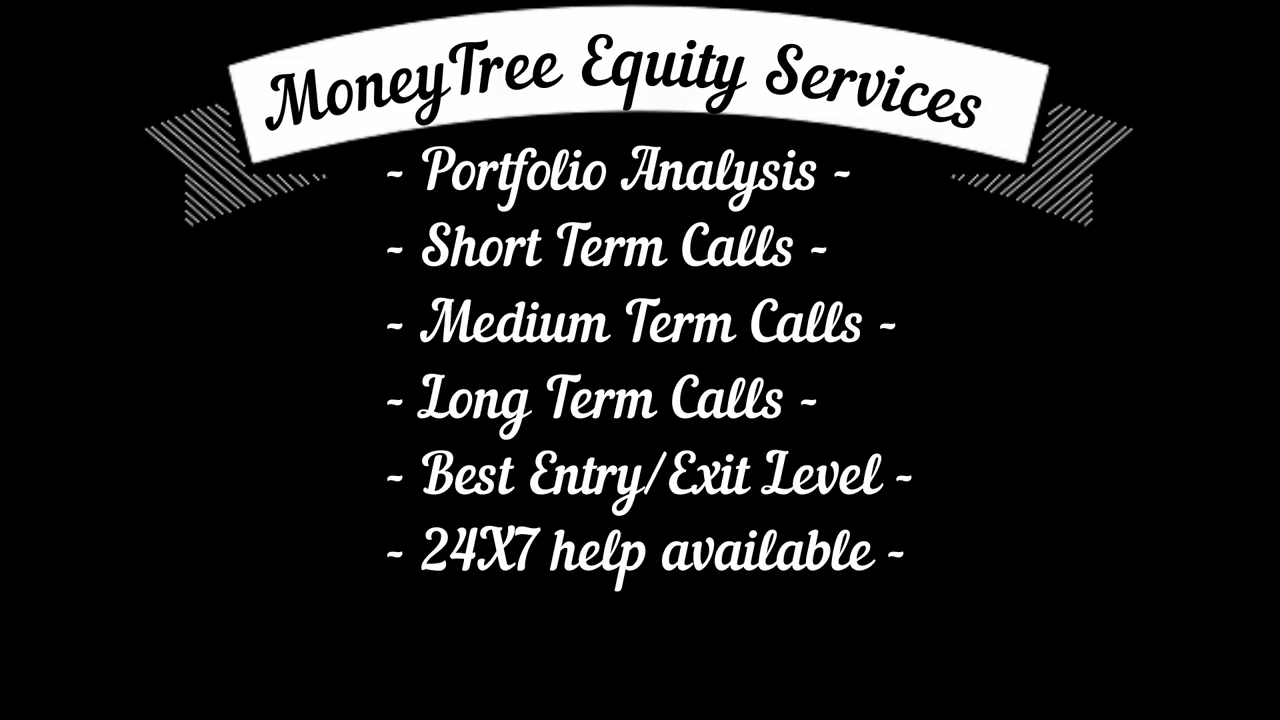 MoneyTree Equity Services
- Portfolio Analysis -
- Short Term Calls -
- Medium Term Calls -
- Long Term Calls -
- Best Entry/Exit Level -
- 24X7 help available -